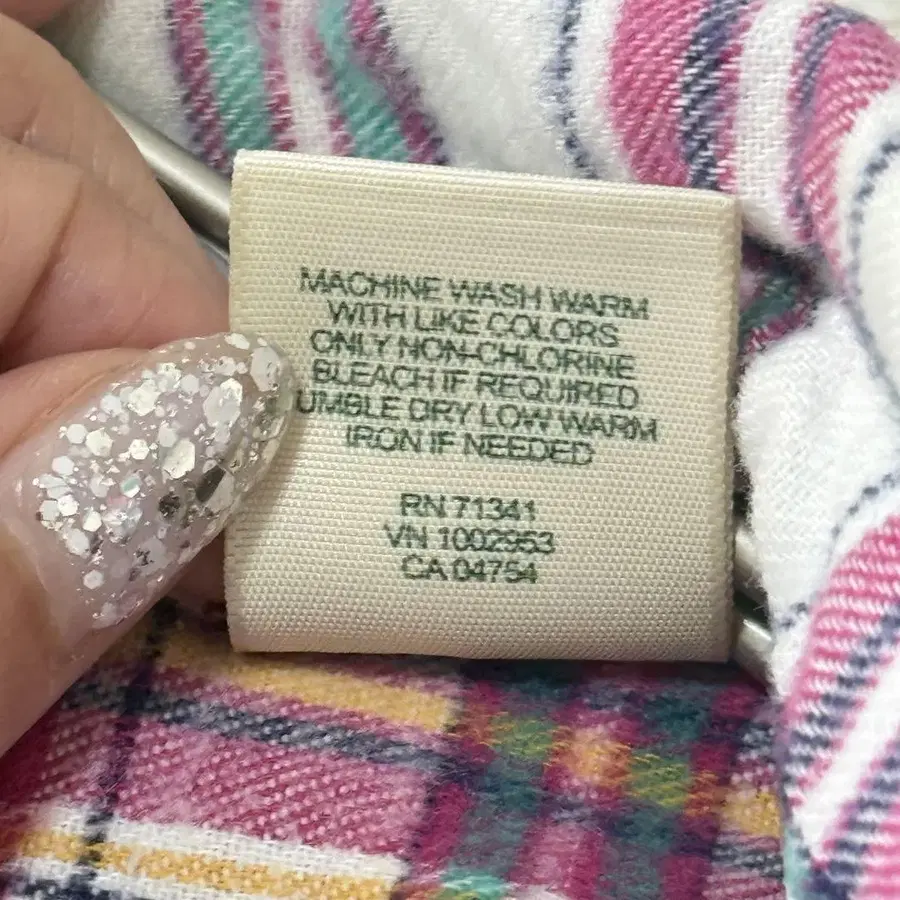 MACHINE WASH WARM
WITH LIKE COLORS
ONLY NON-CHLORINE
BLEACH IF REQUIRED
UMBLE DRY LOW WARM
IRON IF NEEDED
RN 71341
VN 1002953
CA 04754